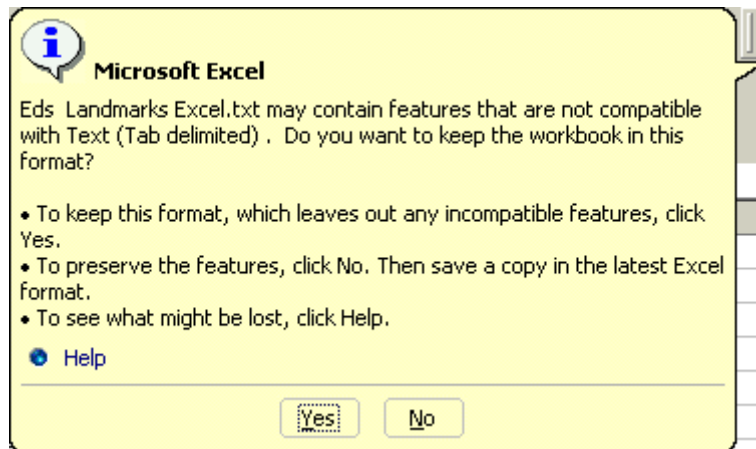 Microsoft Excel
Eds  Landmarks Excel.txt may contain features that are not compatible
with Text (Tab delimited) .  Do you want to keep the workbook in this
format?
• To keep this format, which leaves out any incompatible features, click
Yes.
• To preserve the features, click No. Then save a copy in the latest Excel
format.
• To see what might be lost, click Help.
Help
Yes No